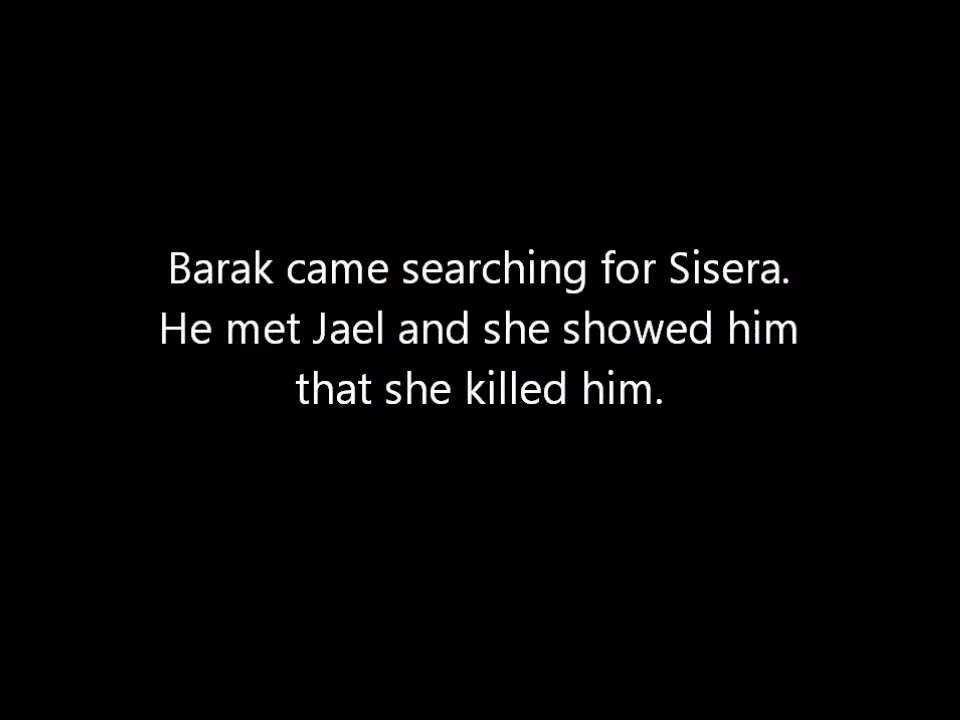 Barak came searching for Sisera.
He met Jael and she showed him
that she killed him.